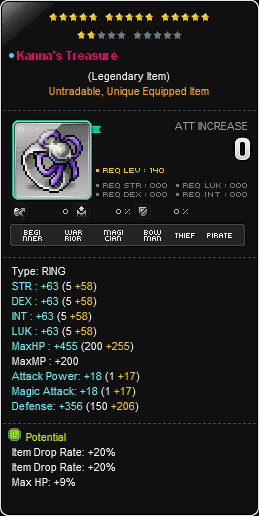 Kanna's Treasure
(Legendary Item)
Untradable, Unique Equipped Item
ATT INCREASE
0
REQ LEV : 140
REQ STR : 000 REQ LUK : 000
REQ DEX : 000 REQ INT : 000
0 0 % 0 %
BEGINNER WARRIOR MAGICIAN BOWMAN THIEF PIRATE
Type: RING
STR : +63 (5 +58)
DEX : +63 (5 +58)
INT : +63 (5 +58)
LUK : +63 (5 +58)
MaxHP : +455 (200 +255)
MaxMP : +200
Attack Power: +18 (1 +17)
Magic Attack: +18 (1 +17)
Defense: +356 (150 +206)
L Potential
Item Drop Rate: +20%
Item Drop Rate: +20%
Max HP: +9%